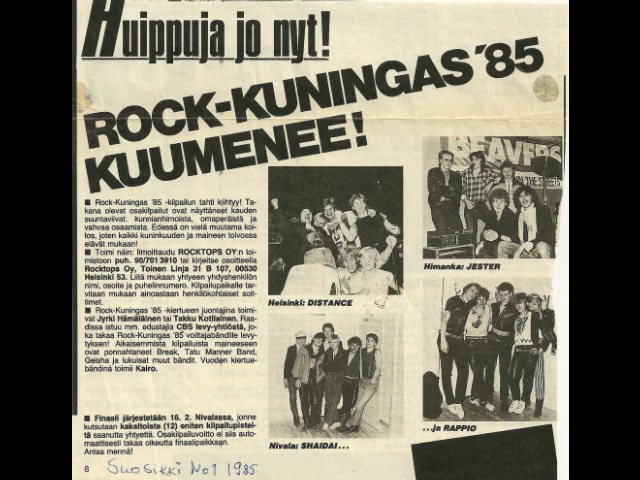 Huippuja jo nyt!
ROCK-KUNINGAS '85
KUUMENEE!
■ Rock-Kuningas '85 -kilpailun tahti kiihtyy! Ta-
kana olevat osakilpailut ovat näyttäneet kauden
suuntaviivat: kunnianhimoista, omaperäistä ja
vahvaa osaamista. Edessä on vielä muutama koi-
tos, joten kaikki kuninkuuden ja maineen toivossa
elävät mukaan!
■ Toimi näin: Ilmoittaudu ROCKTOPS OY:n toi-
mistoon puh. 90/701 3910 tai kirjeitse osoitteella
Rocktops Oy, Toinen Linja 31 B 107, 00530
Helsinki 53. Liitä mukaan yhtyeen yhdyshenkilön
nimi, osoite ja puhelinnumero. Kilpailupaikalle tar-
vitaan mukaan ainoastaan henkilökohtaiset soit-
timet.
■ Rock-Kuningas '85 -kiertueen juontajina toimi-
vat Jyrki Hämäläinen tai Takku Kotilainen. Raa-
dissa istuu mm. edustajia CBS levy-yhtiöstä, jo-
ka takaa Rock-Kuningas '85 voittajabändille levy-
tyksen! Aikaisemmista kilpailuista maineeseen
ovat ponnahtaneet Break, Tatu Manner Band,
Geisha ja lukuisat muut bändit. Vuoden kiertue-
bändinä toimii Kairo.
■ Finaali järjestetään 16. 2. Nivalassa, jonne
kutsutaan kaksitoista (12) eniten kilpailupistei-
tä saanutta yhtyettä. Osakilpailuvoitto ei siis auto-
maattisesti takaa oikeutta finaalipaikkaan.
Antaa mennä!
Helsinki: DISTANCE
BEAVERS
IN THE STREETS
Himanka: JESTER
Nivala: SHAIDAI...
...ja RAPPIO
8 Suosikki No1 1985